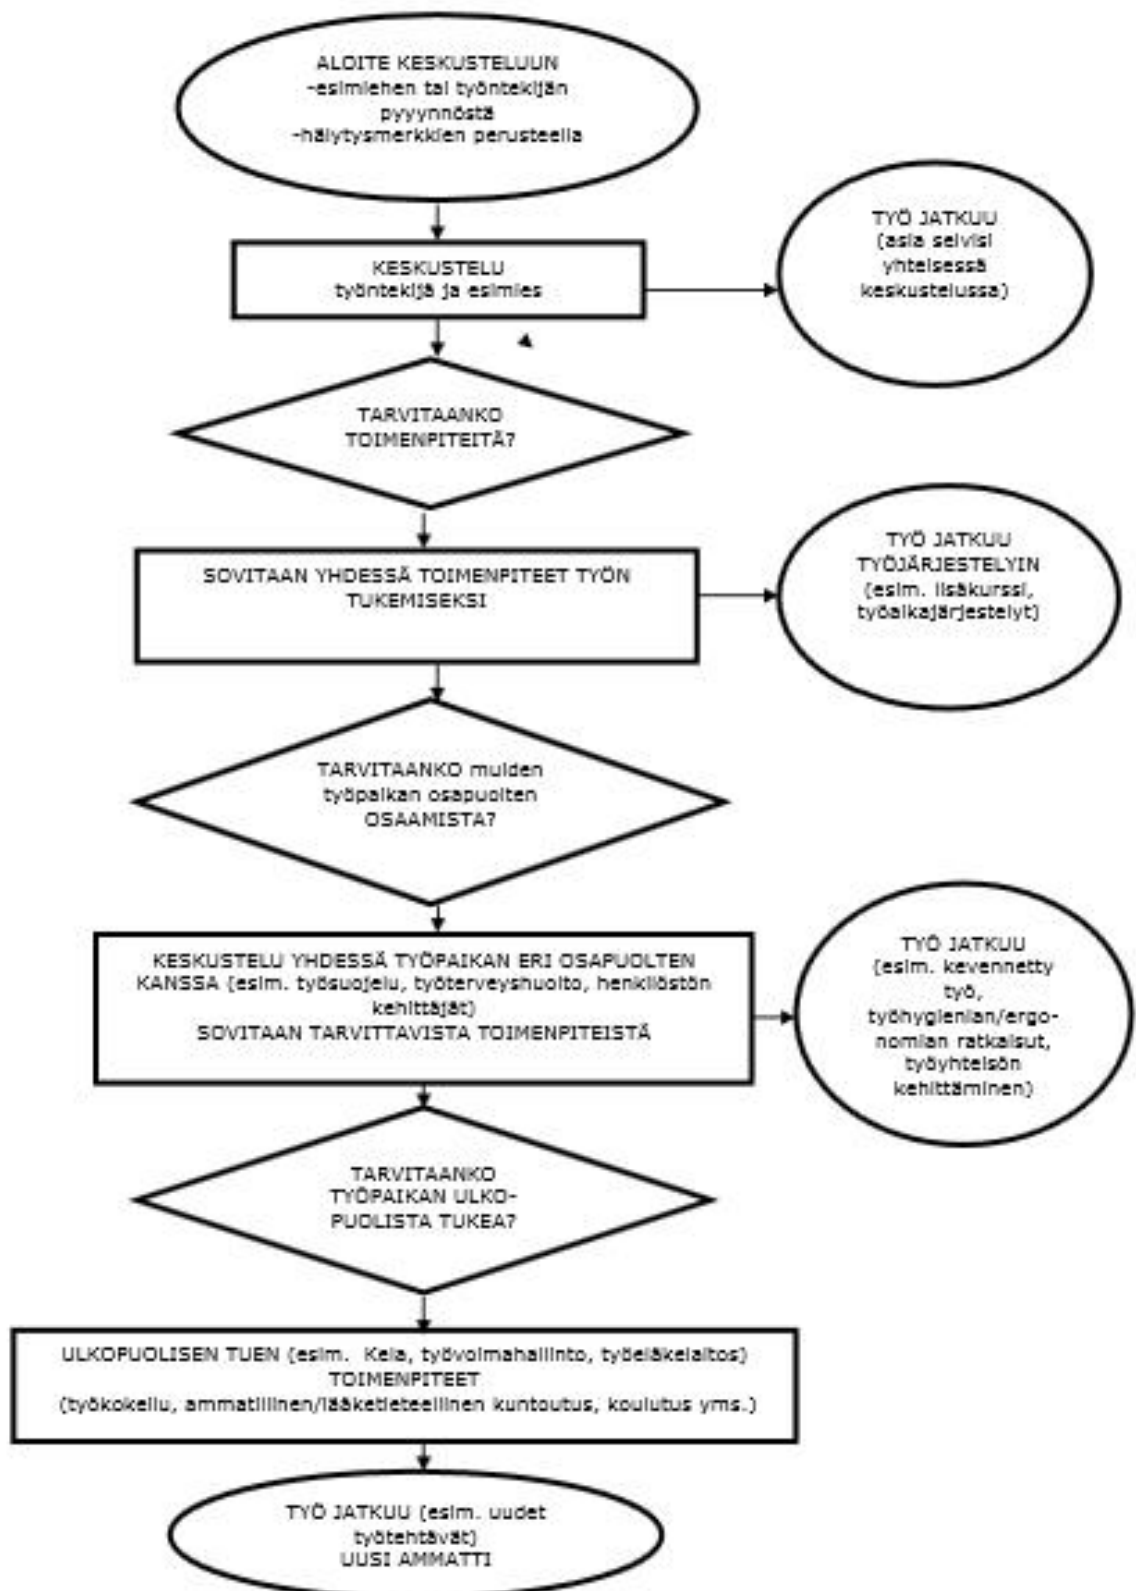 ALOITE KESKUSTELUUN
-esimiehen tai työntekijän
pyyynnöstä
-hälytysmerkkien perusteella
KESKUSTELU
työntekijä ja esimies
TYÖ JATKUU
(asia selvisi
yhteisessä
keskustelussa)
TARVITAANKO
TOIMENPITEITÄ?
SOVITAAN YHDESSÄ TOIMENPITEET TYÖN
TUKEMISEKSI
TYÖ JATKUU
TYÖJÄRJESTELYIN
(esim. lisäkurssi,
työaikajärjestelyt)
TARVITAANKO muiden
työpaikan osapuolten
OSAAMISTA?
KESKUSTELU YHDESSÄ TYÖPAIKAN ERI OSAPUOLTEN
KANSSA (esim. työsuojelu, työterveyshuolto, henkilöstön
kehittäjät)
SOVITAAN TARVITTAVISTA TOIMENPITEISTÄ
TYÖ JATKUU
(esim. kevennetty
työ,
työhygienian/ergo-
nomian ratkaisut,
työyhteisön
kehittäminen)
TARVITAANKO
TYÖPAIKAN ULKO-
PUOLISTA TUKEA?
ULKOPUOLISEN TUEN (esim. Kela, työvoimahallinto, työeläkelaitos)
TOIMENPITEET
(työkokeilu, ammatillinen/lääketieteellinen kuntoutus, koulutus yms.)
TYÖ JATKUU (esim. uudet
työtehtävät)
UUSI AMMATTI